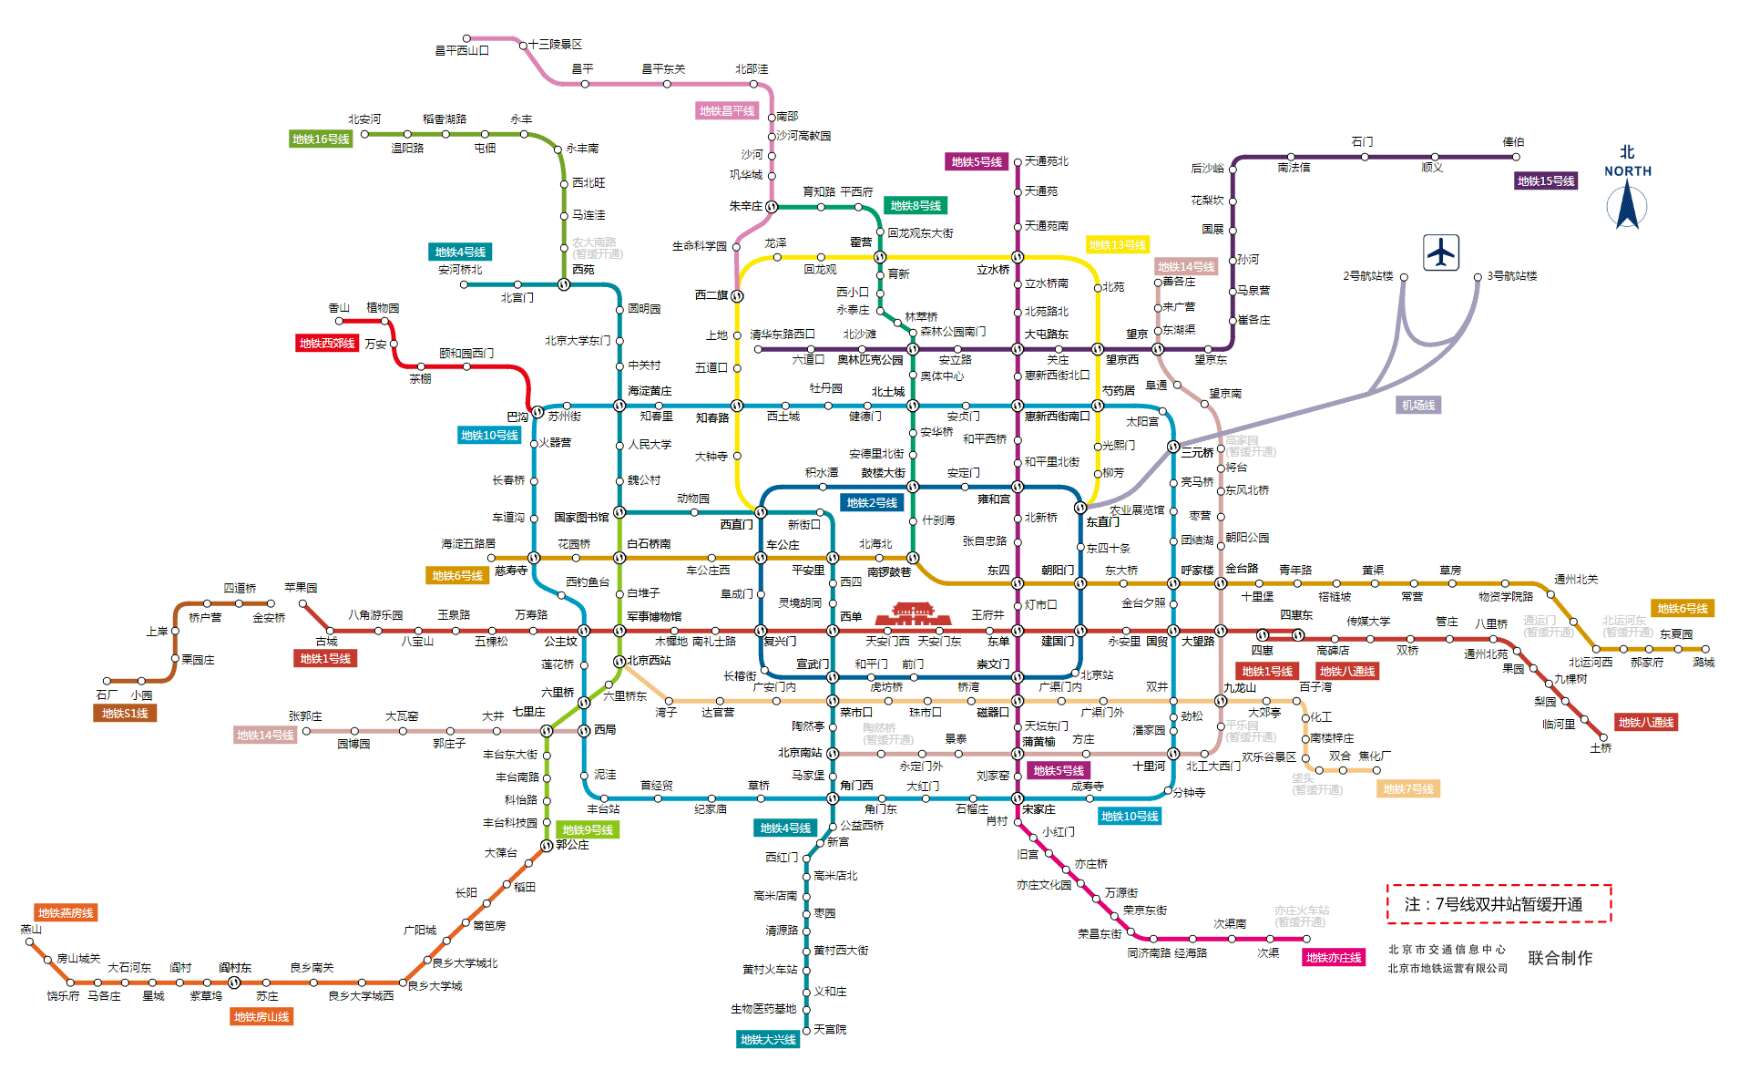 昌平西山口
十三陵景区
昌平
昌平东关
北邵洼
地铁昌平线
南邵
沙河高教园
沙河
巩华城
朱辛庄
生命科学园
西二旗
地铁16号线
北安河
温阳路
稻香湖路
屯佃
永丰
永丰南
西北旺
马连洼
农大南路
(暂缓开通)
西苑
地铁4号线
安河桥北
北宫门
圆明园
北京大学东门
中关村
海淀黄庄
人民大学
魏公村
国家图书馆
动物园
西直门
新街口
平安里
西四
灵境胡同
西单
宣武门
菜市口
陶然亭
北京南站
马家堡
角门西
地铁4号线
公益西桥
新宫
西红门
高米店北
高米店南
枣园
清源路
黄村西大街
黄村火车站
义和庄
生物医药基地
天宫院
地铁大兴线
香山
植物园
地铁西郊线
万安
茶棚
颐和园西门
巴沟
地铁10号线
苏州街
知春里
知春路
西土城
牡丹园
健德门
北土城
安贞门
惠新西街南口
芍药居
太阳宫
三元桥
亮马桥
农业展览馆
团结湖
呼家楼
金台夕照
国贸
双井
劲松
潘家园
十里河
分钟寺
地铁10号线
成寿寺
宋家庄
石榴庄
大红门
角门东
草桥
纪家庙
首经贸
丰台站
泥洼
西局
六里桥
莲花桥
公主坟
西钓鱼台
慈寿寺
车道沟
长春桥
火器营
地铁8号线
育知路
平西府
回龙观东大街
霍营
育新
西小口
永泰庄
林萃桥
森林公园南门
奥林匹克公园
奥体中心
安华桥
安德里北街
鼓楼大街
什刹海
南锣鼓巷
地铁13号线
龙泽
回龙观
立水桥
北苑
望京西
光熙门
柳芳
东直门
上地
五道口
大钟寺
地铁5号线
天通苑北
天通苑
天通苑南
立水桥南
北苑路北
大屯路东
惠新西街北口
和平西桥
和平里北街
雍和宫
北新桥
张自忠路
东四
灯市口
东单
崇文门
磁器口
天坛东门
蒲黄榆
地铁5号线
刘家窑
地铁15号线
俸伯
顺义
石门
南法信
后沙峪
花梨坎
国展
孙河
马泉营
崔各庄
望京东
望京
关庄
安立路
北沙滩
六道口
清华东路西口
地铁14号线
善各庄
来广营
东湖渠
阜通
望京南
高家园
(暂缓开通)
将台
东风北桥
枣营
朝阳公园
金台路
大望路
九龙山
平乐园
(暂缓开通)
北工大西门
方庄
景泰
永定门外
陶然桥
(暂缓开通)
2号航站楼
3号航站楼
机场线
北
NORTH
地铁2号线
积水潭
安定门
东四十条
朝阳门
建国门
北京站
前门
和平门
长椿街
复兴门
阜成门
车公庄
地铁6号线
海淀五路居
花园桥
白石桥南
车公庄西
北海北
东大桥
十里堡
青年路
褡裢坡
黄渠
常营
草房
物资学院路
通州北关
通运门
(暂缓开通)
北运河西
北运河东
(暂缓开通)
郝家府
东夏园
潞城
地铁6号线
地铁1号线
苹果园
古城
八角游乐园
八宝山
玉泉路
五棵松
万寿路
军事博物馆
木樨地
南礼士路
天安门西
天安门东
王府井
永安里
四惠
四惠东
地铁1号线
地铁八通线
高碑店
传媒大学
双桥
管庄
八里桥
通州北苑
果园
九棵树
梨园
临河里
土桥
地铁八通线
四道桥
桥户营
金安桥
上岸
栗园庄
小园
石厂
地铁S1线
白堆子
北京西站
六里桥东
七里庄
丰台东大街
丰台南路
科怡路
丰台科技园
地铁9号线
郭公庄
地铁14号线
张郭庄
园博园
大瓦窑
郭庄子
大井
湾子
达官营
广安门内
虎坊桥
珠市口
桥湾
广渠门内
广渠门外
大郊亭
百子湾
化工
南楼梓庄
欢乐谷景区
垡头
(暂缓开通)
双合
焦化厂
地铁7号线
大葆台
稻田
长阳
篱笆房
广阳城
良乡大学城北
良乡大学城
良乡大学城西
良乡南关
苏庄
地铁房山线
阎村东
紫草坞
阎村
星城
大石河东
马各庄
饶乐府
房山城关
燕山
地铁燕房线
肖村
小红门
旧宫
亦庄桥
亦庄文化园
万源街
荣京东街
荣昌东街
同济南路
经海路
次渠南
次渠
亦庄火车站
(暂缓开通)
地铁亦庄线
注：7号线双井站暂缓开通
北京市交通信息中心
北京市地铁运营有限公司
联合制作